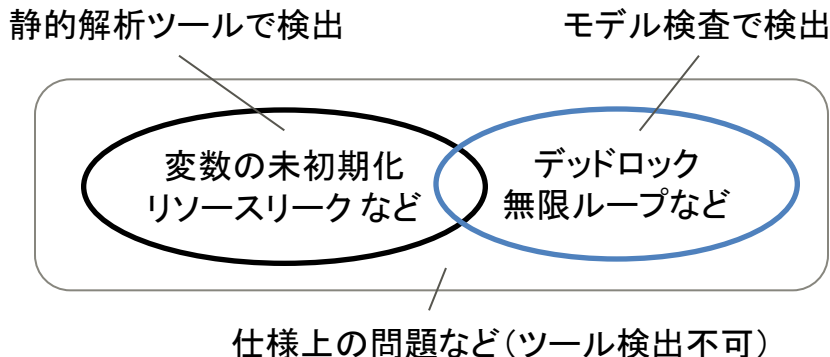 静的解析ツールで検出
モデル検査で検出
変数の未初期化
リソースリークなど
デッドロック
無限ループなど
仕様上の問題など(ツール検出不可)